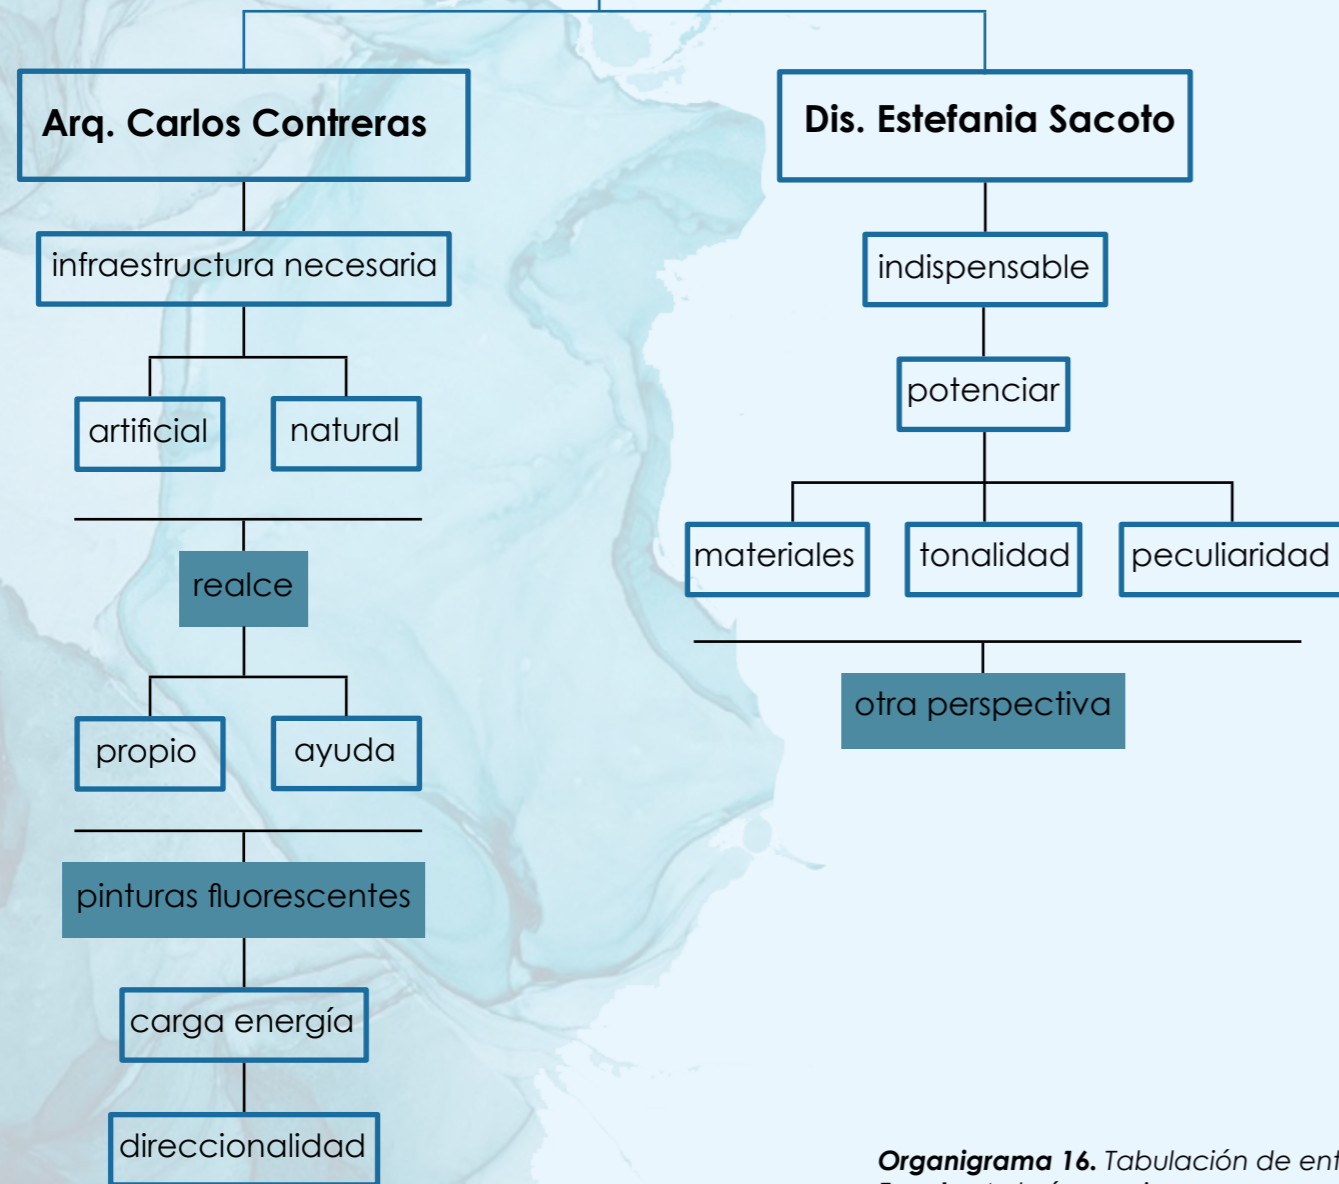 Arq. Carlos Contreras
infraestructura necesaria
artificial
natural
realce
propio
ayuda
pinturas fluorescentes
carga energía
direccionalidad
Dis. Estefania Sacoto
indispensable
potenciar
materiales
tonalidad
peculiaridad
otra perspectiva
Organigrama 16. Tabulación de